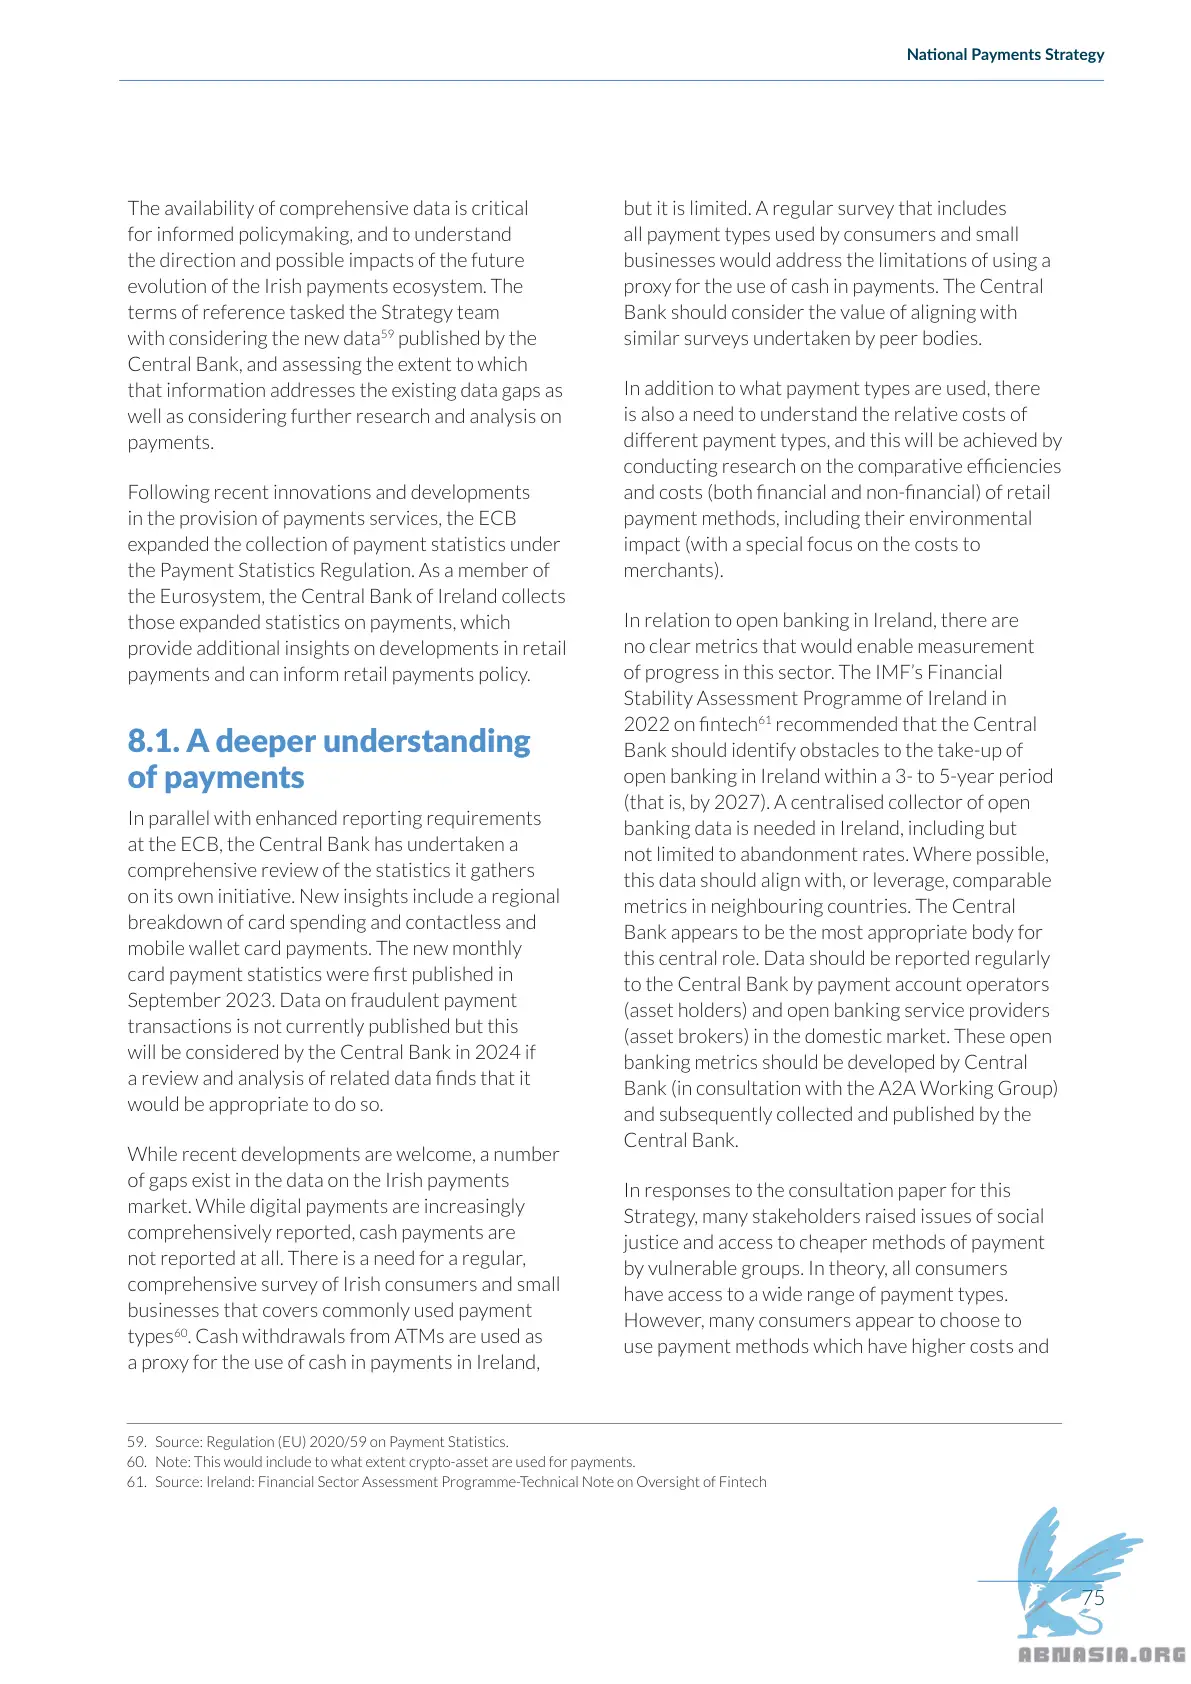 National Payments Strategy
The availability of comprehensive data is critical
for informed policymaking, and to understand
the direction and possible impacts of the future
evolution of the Irish payments ecosystem. The
terms of reference tasked the Strategy team
with considering the new data59 published by the
Central Bank, and assessing the extent to which
that information addresses the existing data gaps as
well as considering further research and analysis on
payments.
Following recent innovations and developments
in the provision of payments services, the ECB
expanded the collection of payment statistics under
the Payment Statistics Regulation. As a member of
the Eurosystem, the Central Bank of Ireland collects
those expanded statistics on payments, which
provide additional insights on developments in retail
payments and can inform retail payments policy.
8.1. A deeper understanding
of payments
In parallel with enhanced reporting requirements
at the ECB, the Central Bank has undertaken a
comprehensive review of the statistics it gathers
on its own initiative. New insights include a regional
breakdown of card spending and contactless and
mobile wallet card payments. The new monthly
card payment statistics were first published in
September 2023. Data on fraudulent payment
transactions is not currently published but this
will be considered by the Central Bank in 2024 if
a review and analysis of related data finds that it
would be appropriate to do so.
While recent developments are welcome, a number
of gaps exist in the data on the Irish payments
market. While digital payments are increasingly
comprehensively reported, cash payments are
not reported at all. There is a need for a regular,
comprehensive survey of Irish consumers and small
businesses that covers commonly used payment
types60. Cash withdrawals from ATMs are used as
a proxy for the use of cash in payments in Ireland,
but it is limited. A regular survey that includes
all payment types used by consumers and small
businesses would address the limitations of using a
proxy for the use of cash in payments. The Central
Bank should consider the value of aligning with
similar surveys undertaken by peer bodies.
In addition to what payment types are used, there
is also a need to understand the relative costs of
different payment types, and this will be achieved by
conducting research on the comparative efficiencies
and costs (both financial and non-financial) of retail
payment methods, including their environmental
impact (with a special focus on the costs to
merchants).
In relation to open banking in Ireland, there are
no clear metrics that would enable measurement
of progress in this sector. The IMF's Financial
Stability Assessment Programme of Ireland in
2022 on fintech61 recommended that the Central
Bank should identify obstacles to the take-up of
open banking in Ireland within a 3- to 5-year period
(that is, by 2027). A centralised collector of open
banking data is needed in Ireland, including but
not limited to abandonment rates. Where possible,
this data should align with, or leverage, comparable
metrics in neighbouring countries. The Central
Bank appears to be the most appropriate body for
this central role. Data should be reported regularly
to the Central Bank by payment account operators
(asset holders) and open banking service providers
(asset brokers) in the domestic market. These open
banking metrics should be developed by Central
Bank (in consultation with the A2A Working Group)
and subsequently collected and published by the
Central Bank.
In responses to the consultation paper for this
Strategy, many stakeholders raised issues of social
justice and access to cheaper methods of payment
by vulnerable groups. In theory, all consumers
have access to a wide range of payment types.
However, many consumers appear to choose to
use payment methods which have higher costs and
59. Source: Regulation (EU) 2020/59 on Payment Statistics.
60. Note: This would include to what extent crypto-asset are used for payments.
61. Source: Ireland: Financial Sector Assessment Programme-Technical Note on Oversight of Fintech
75
ABNASIA.ORG